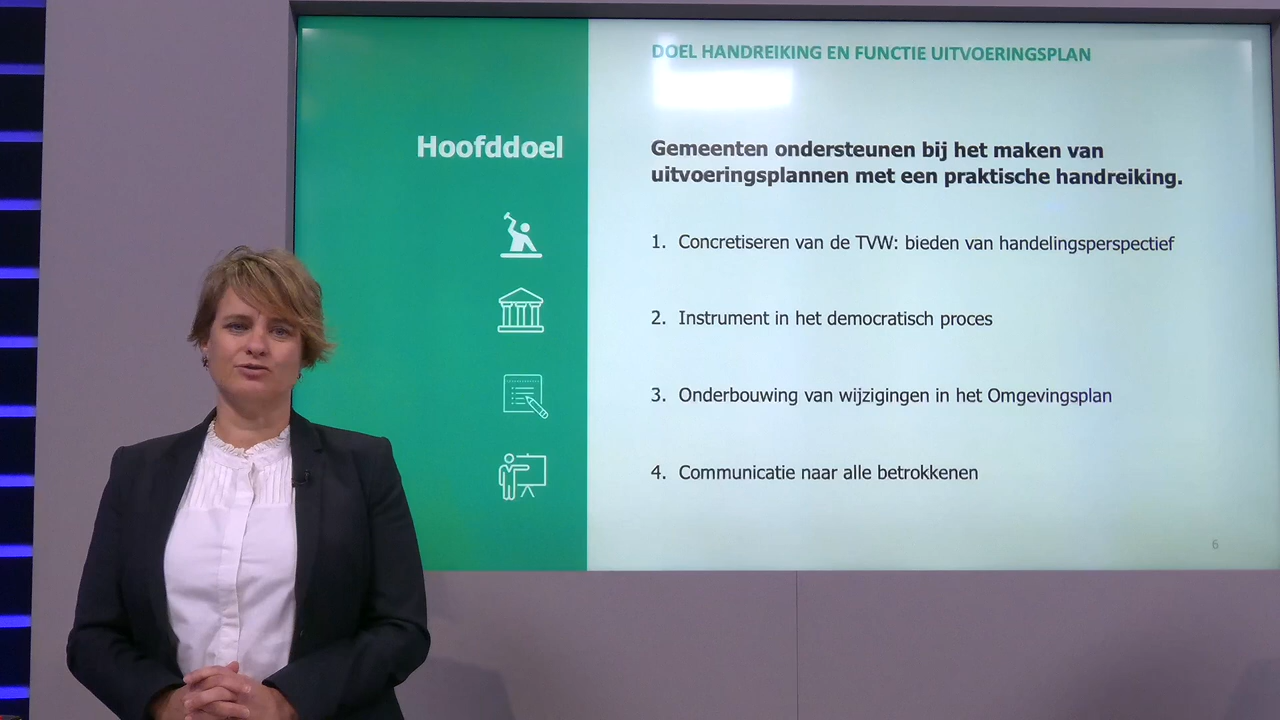 DOEL HANDREIKING EN FUNCTIE UITVOERINGSPLAN
Hoofddoel
Gemeenten ondersteunen bij het maken van
uitvoeringsplannen met een praktische handreiking.
1. Concretiseren van de TVW: bieden van handelingsperspectief
2. Instrument in het democratisch proces
3. Onderbouwing van wijzigingen in het Omgevingsplan
4. Communicatie naar alle betrokkenen
6